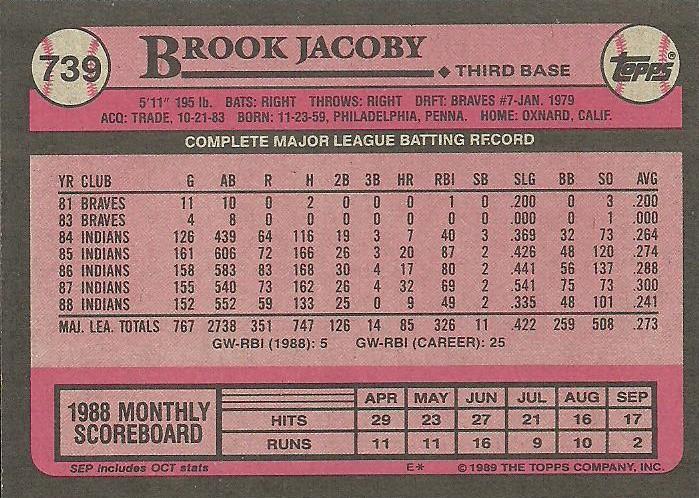 739
BROOK JACOBY
◆ THIRD BASE
topps®
5'11" 195 lb. BATS: RIGHT THROWS: RIGHT DRFT: BRAVES #7-JAN. 1979
ACQ: TRADE, 10-21-83 BORN: 11-23-59, PHILADELPHIA, PENNA. HOME: OXNARD, CALIF.
COMPLETE MAJOR LEAGUE BATTING RECORD
YR CLUB G AB R H 2B 3B HR RBI SB SLG BB SO AVG
81 BRAVES 11 10 0 2 0 0 0 1 0 .200 0 3 .200
83 BRAVES 4 8 0 0 0 0 0 0 0 .000 0 1 .000
84 INDIANS 126 439 64 116 19 3 7 40 3 .369 32 73 .264
85 INDIANS 161 606 72 166 26 3 20 87 2 .426 48 120 .274
86 INDIANS 158 583 83 168 30 4 17 80 2 .441 56 137 .288
87 INDIANS 155 540 73 162 26 4 32 69 2 .541 75 73 .300
88 INDIANS 152 552 59 133 25 0 9 49 2 .335 48 101 .241
MAJ. LEA. TOTALS 767 2738 351 747 126 14 85 326 11 .422 259 508 .273
GW-RBI (1988): 5 GW-RBI (CAREER): 25
1988 MONTHLY
SCOREBOARD
APR MAY JUN JUL AUG SEP
HITS 29 23 27 21 16 17
RUNS 11 11 16 9 10 2
SEP includes OCT stats
E*
© 1989 THE TOPPS COMPANY, INC.